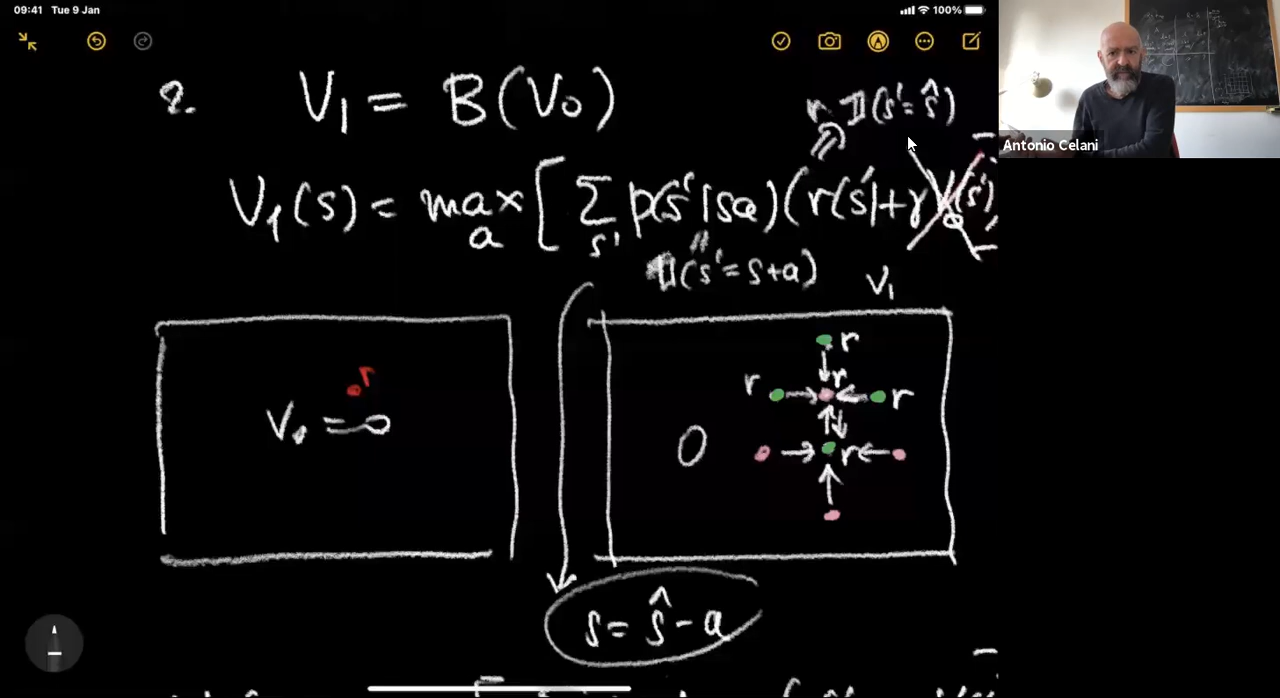 09:41 Tue 9 Jan
100%
Antonio Celani
2. V₁ = B(V₀)
r 𝟙(s'=ŝ)
V₁(s) = max [ Σ p(s'|sa)(r(s')+γV₀(s')
a s'
𝟙(s'=s+a)
V₁
r
V₀ = 0
r
r
r
r
0
r
s = ŝ - a